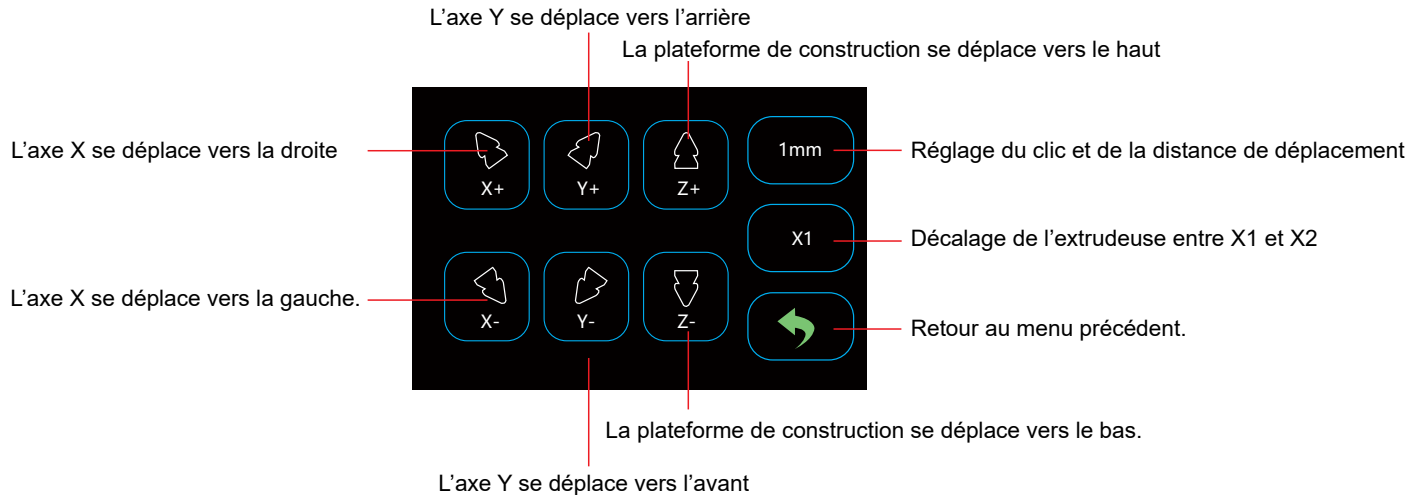 L’axe Y se déplace vers l’arrière
La plateforme de construction se déplace vers le haut
L’axe X se déplace vers la droite
X+
Y+
Z+
1mm
Réglage du clic et de la distance de déplacement
X1
Décalage de l’extrudeuse entre X1 et X2
L’axe X se déplace vers la gauche.
X-
Y-
Z-
Retour au menu précédent.
La plateforme de construction se déplace vers le bas.
L’axe Y se déplace vers l’avant